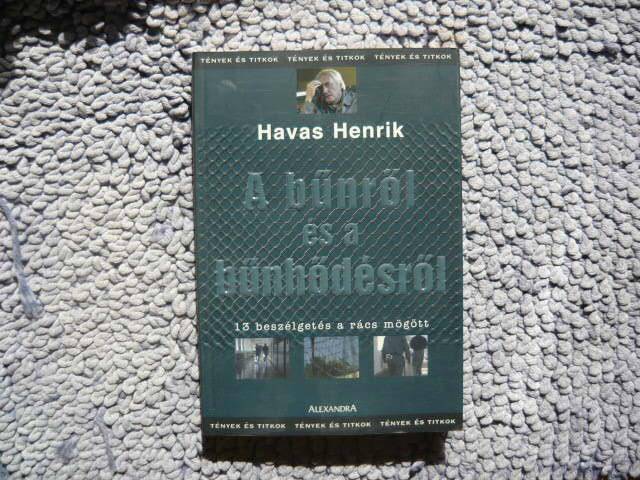 TÉNYEK ÉS TITKOK TÉNYEK ÉS TITKOK TÉNYEK ÉS TITKOK
Havas Henrik
A bűnről
és a
bűnhődésről
13 beszélgetés a rács mögött
ALEXANDRA
TÉNYEK ÉS TITKOK TÉNYEK ÉS TITKOK TÉNYEK ÉS TITKOK